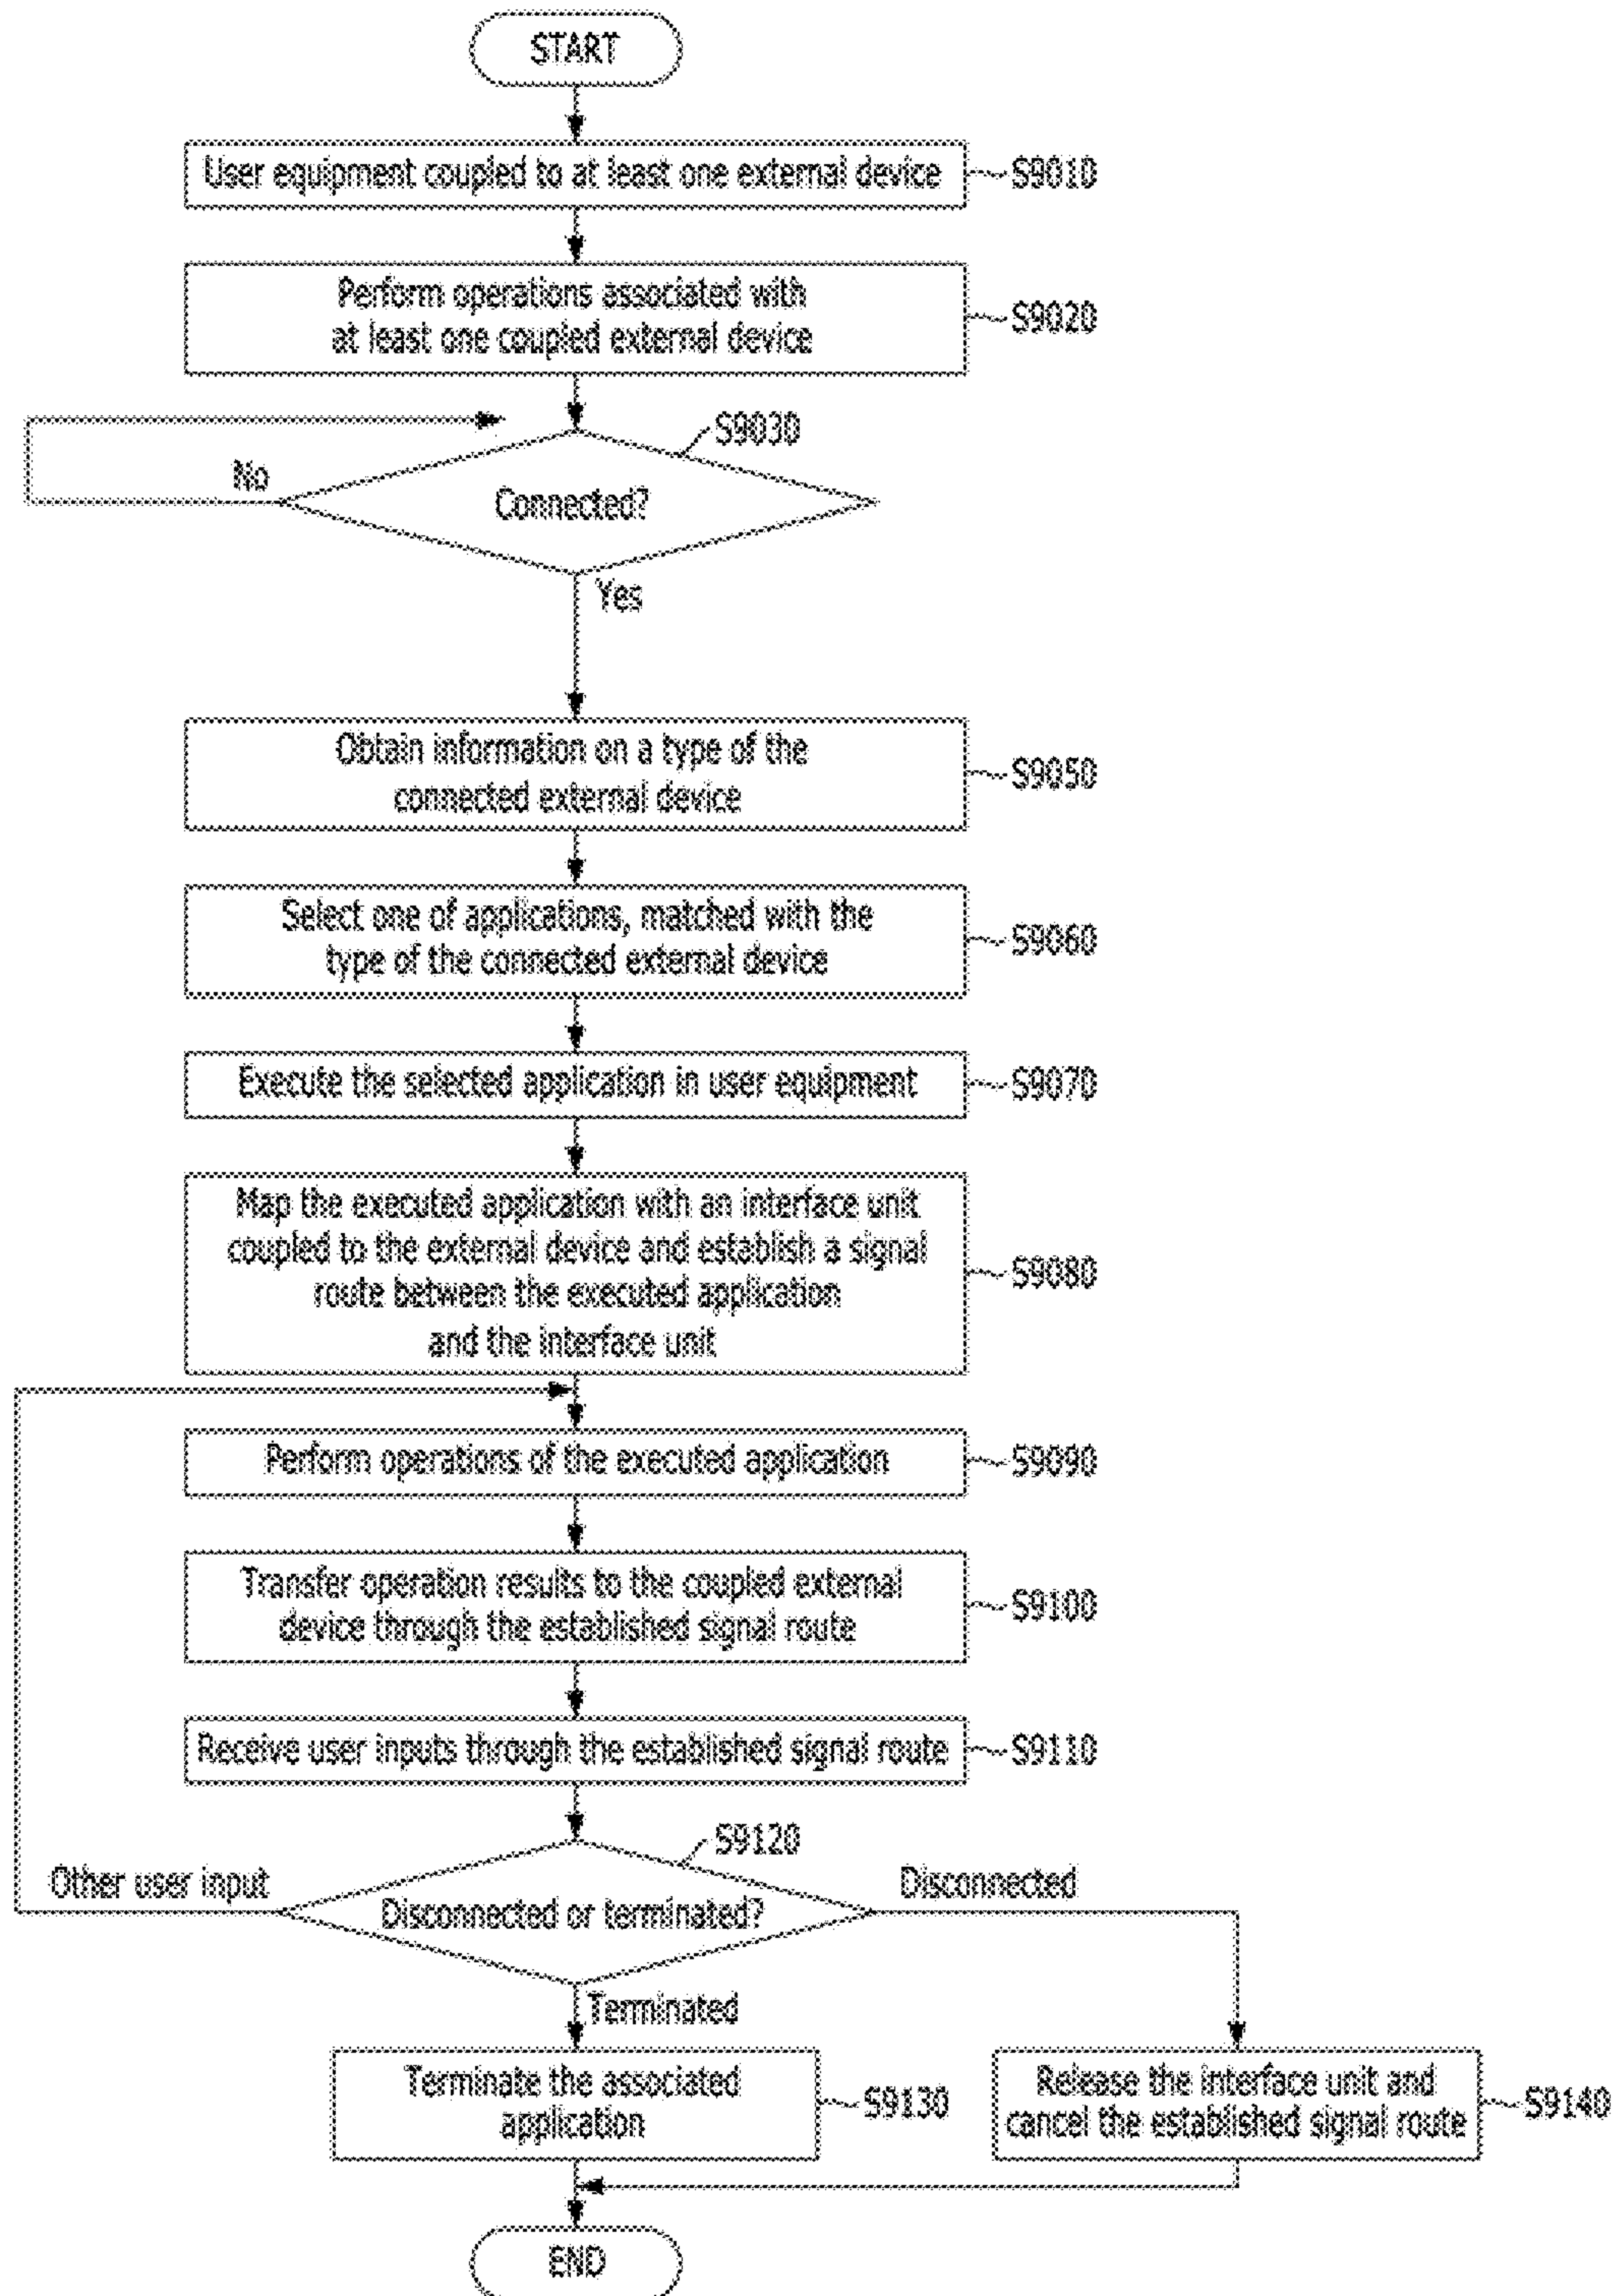 START
User equipment coupled to at least one external device
S9010
Perform operations associated with
at least one coupled external device
S9020
S9030
No
Connected?
Yes
Obtain information on a type of the
connected external device
S9050
Select one of applications, matched with the
type of the connected external device
S9060
Execute the selected application in user equipment
S9070
Map the executed application with an interface unit
coupled to the external device and establish a signal
route between the executed application
and the interface unit
S9080
Perform operations of the executed application
S9090
Transfer operation results to the coupled external
device through the established signal route
S9100
Receive user inputs through the established signal route
S9110
S9120
Other user input
Disconnected or terminated?
Disconnected
Terminated
Terminate the associated
application
S9130
Release the interface unit and
cancel the established signal route
S9140
END